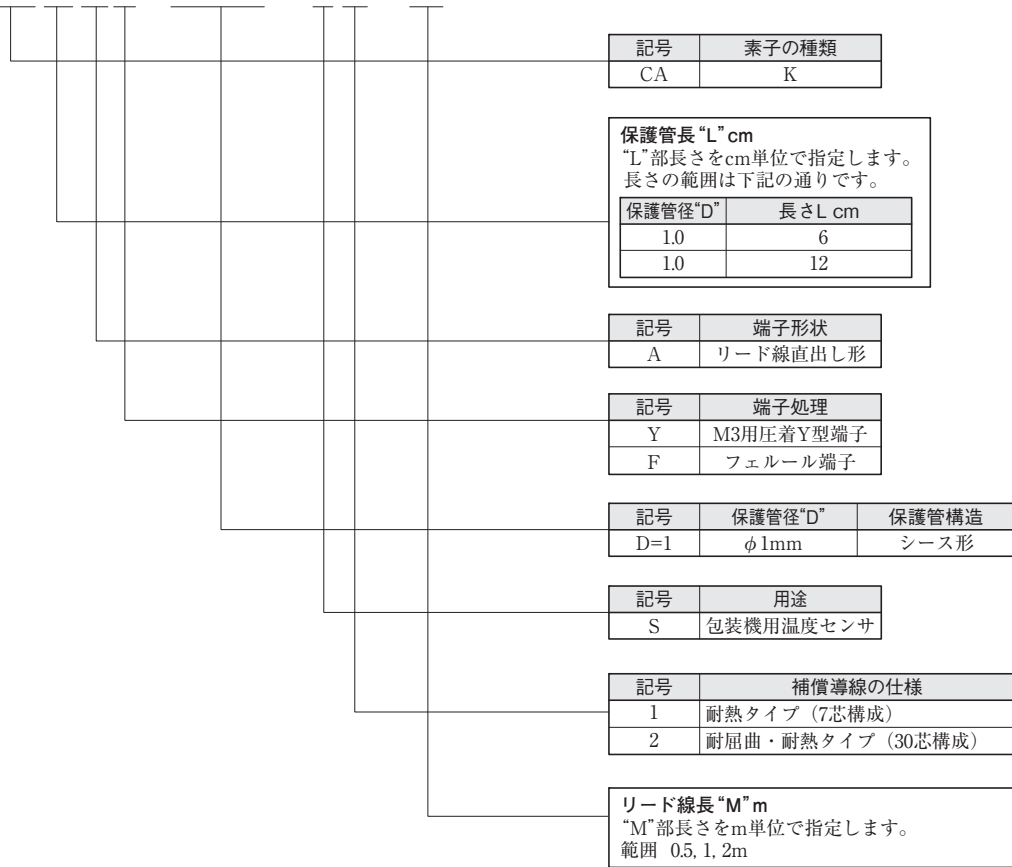 記号 素子の種類
CA K
保護管長“L”cm
“L”部長さをcm単位で指定します。
長さの範囲は下記の通りです。
保護管径“D” 長さL cm
1.0 6
1.0 12
記号 端子形状
A リード線直出し形
記号 端子処理
Y M3用圧着Y型端子
F フェルール端子
記号 保護管径“D” 保護管構造
D=1 φ1mm シース形
記号 用途
S 包装機用温度センサ
記号 補償導線の仕様
1 耐熱タイプ（7芯構成）
2 耐屈曲・耐熱タイプ（30芯構成）
リード線長“M”m
“M”部長さをm単位で指定します。
範囲 0.5, 1, 2m